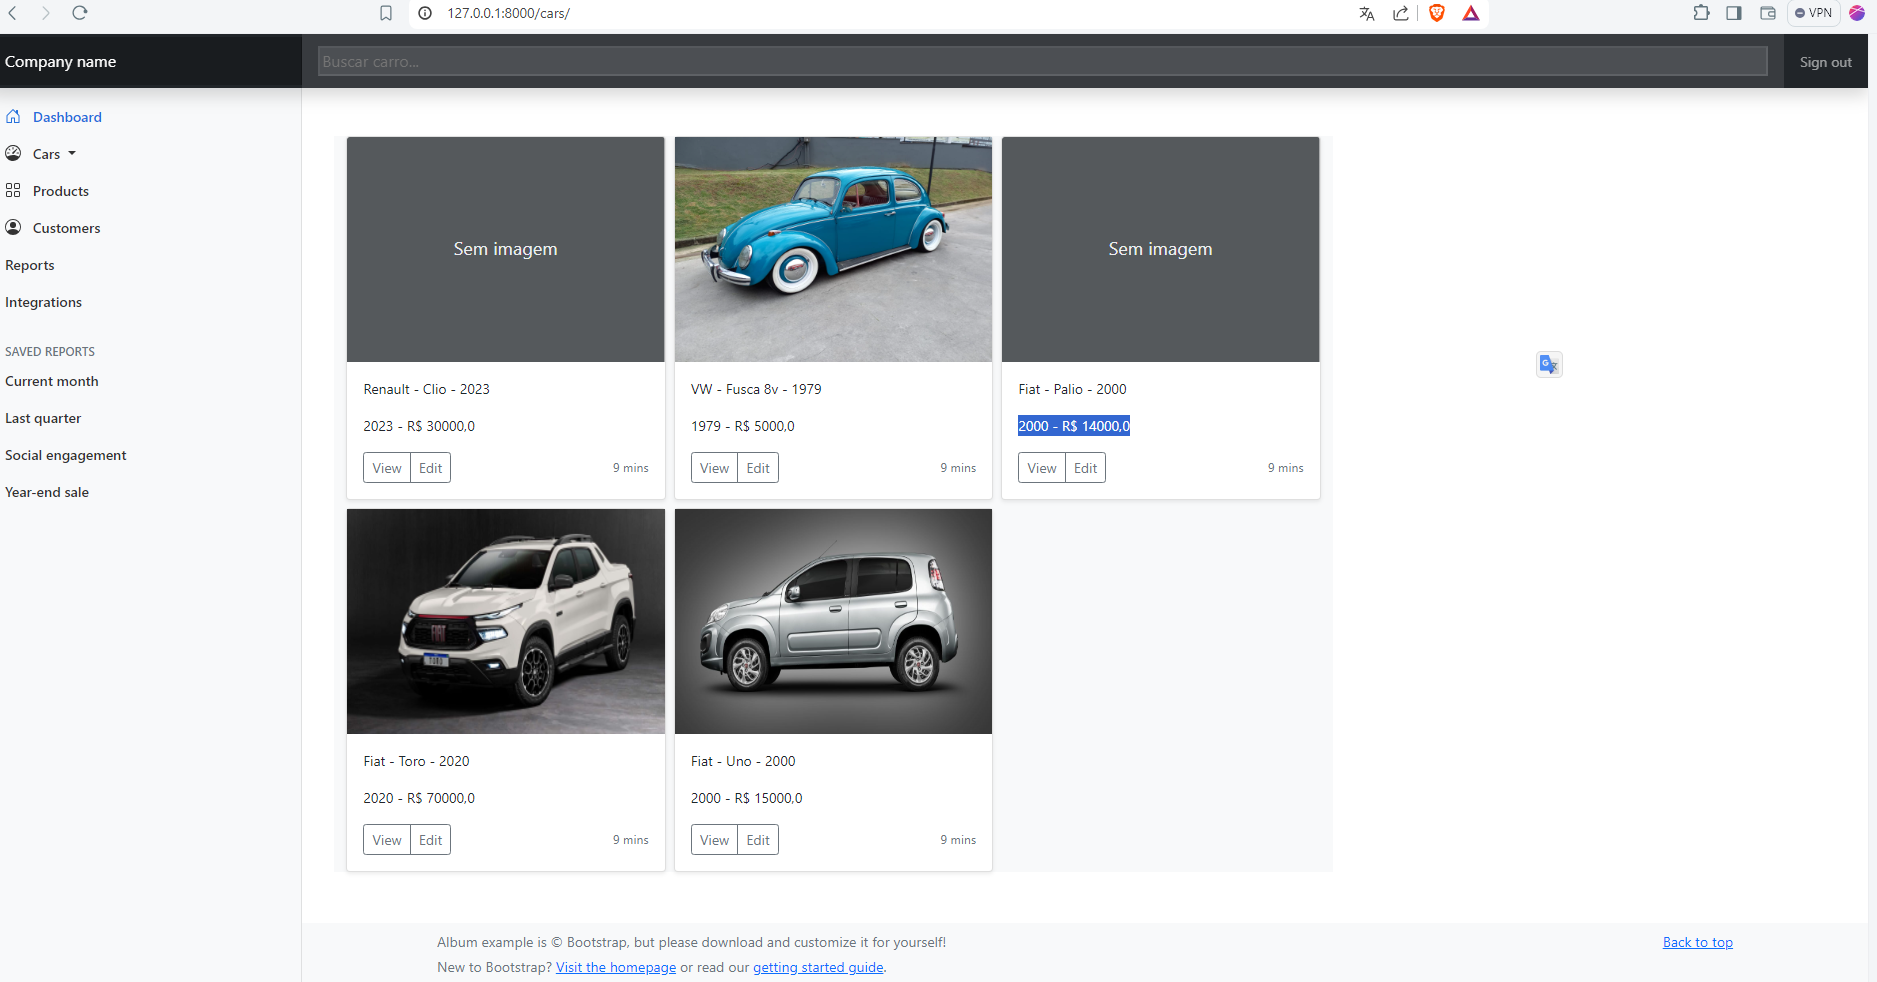 127.0.0.1:8000/cars/
VPN
Company name
Buscar carro...
Sign out
Dashboard
Cars
Products
Customers
Reports
Integrations
SAVED REPORTS
Current month
Last quarter
Social engagement
Year-end sale
Sem imagem
Sem imagem
Renault - Clio - 2023
VW - Fusca 8v - 1979
Fiat - Palio - 2000
2023 - R$ 30000,0
1979 - R$ 5000,0
2000 - R$ 14000,0
View Edit 9 mins
View Edit 9 mins
View Edit 9 mins
FIAT
TORO
Fiat - Toro - 2020
Fiat - Uno - 2000
2020 - R$ 70000,0
2000 - R$ 15000,0
View Edit 9 mins
View Edit 9 mins
Album example is © Bootstrap, but please download and customize it for yourself!
Back to top
New to Bootstrap? Visit the homepage or read our getting started guide.